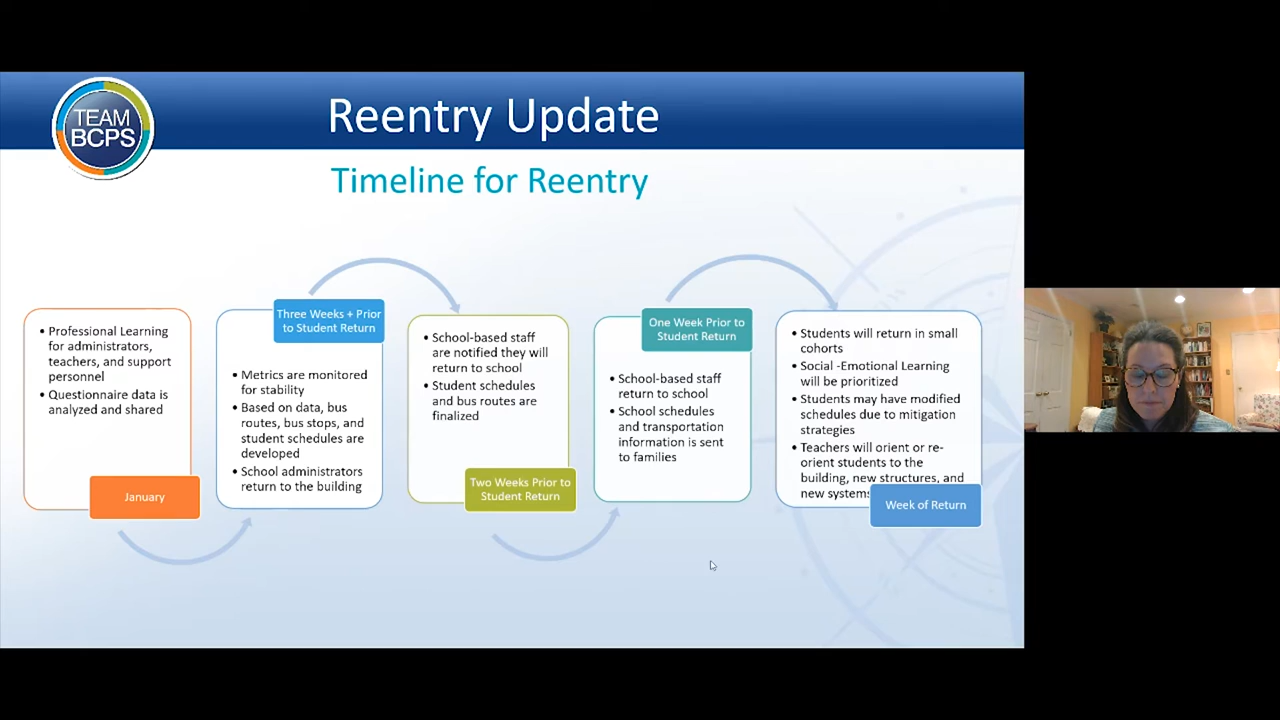 TEAM
BCPS
Reentry Update
Timeline for Reentry
• Professional Learning
for administrators,
teachers, and support
personnel
• Questionnaire data is
analyzed and shared
January
Three Weeks + Prior
to Student Return
• Metrics are monitored
for stability
• Based on data, bus
routes, bus stops, and
student schedules are
developed
• School administrators
return to the building
• School-based staff
are notified they will
return to school
• Student schedules
and bus routes are
finalized
Two Weeks Prior to
Student Return
One Week Prior to
Student Return
• School-based staff
return to school
• School schedules
and transportation
information is sent
to families
• Students will return in small
cohorts
• Social -Emotional Learning
will be prioritized
• Students may have modified
schedules due to mitigation
strategies
• Teachers will orient or re-
orient students to the
building, new structures, and
new systems
Week of Return